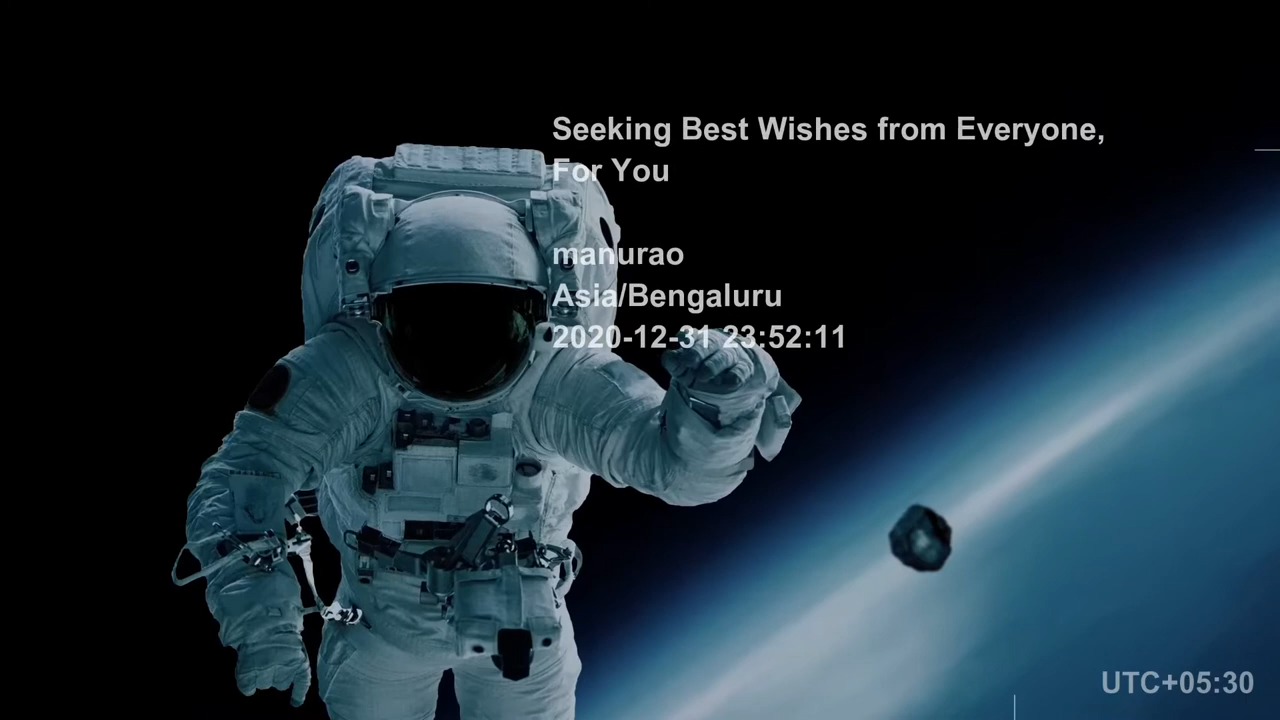 Seeking Best Wishes from Everyone,
For You
manurao
Asia/Bengaluru
2020-12-31 23:52:11
UTC+05:30